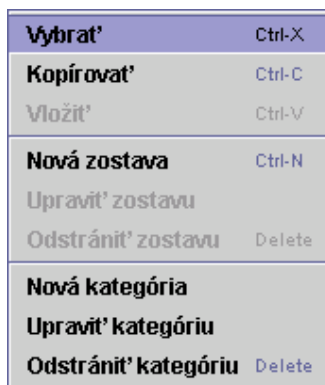 Vybrať Ctrl-X
Kopírovať Ctrl-C
Vložiť Ctrl-V
Nová zostava Ctrl-N
Upraviť zostavu
Odstrániť zostavu Delete
Nová kategória
Upraviť kategóriu
Odstrániť kategóriu Delete